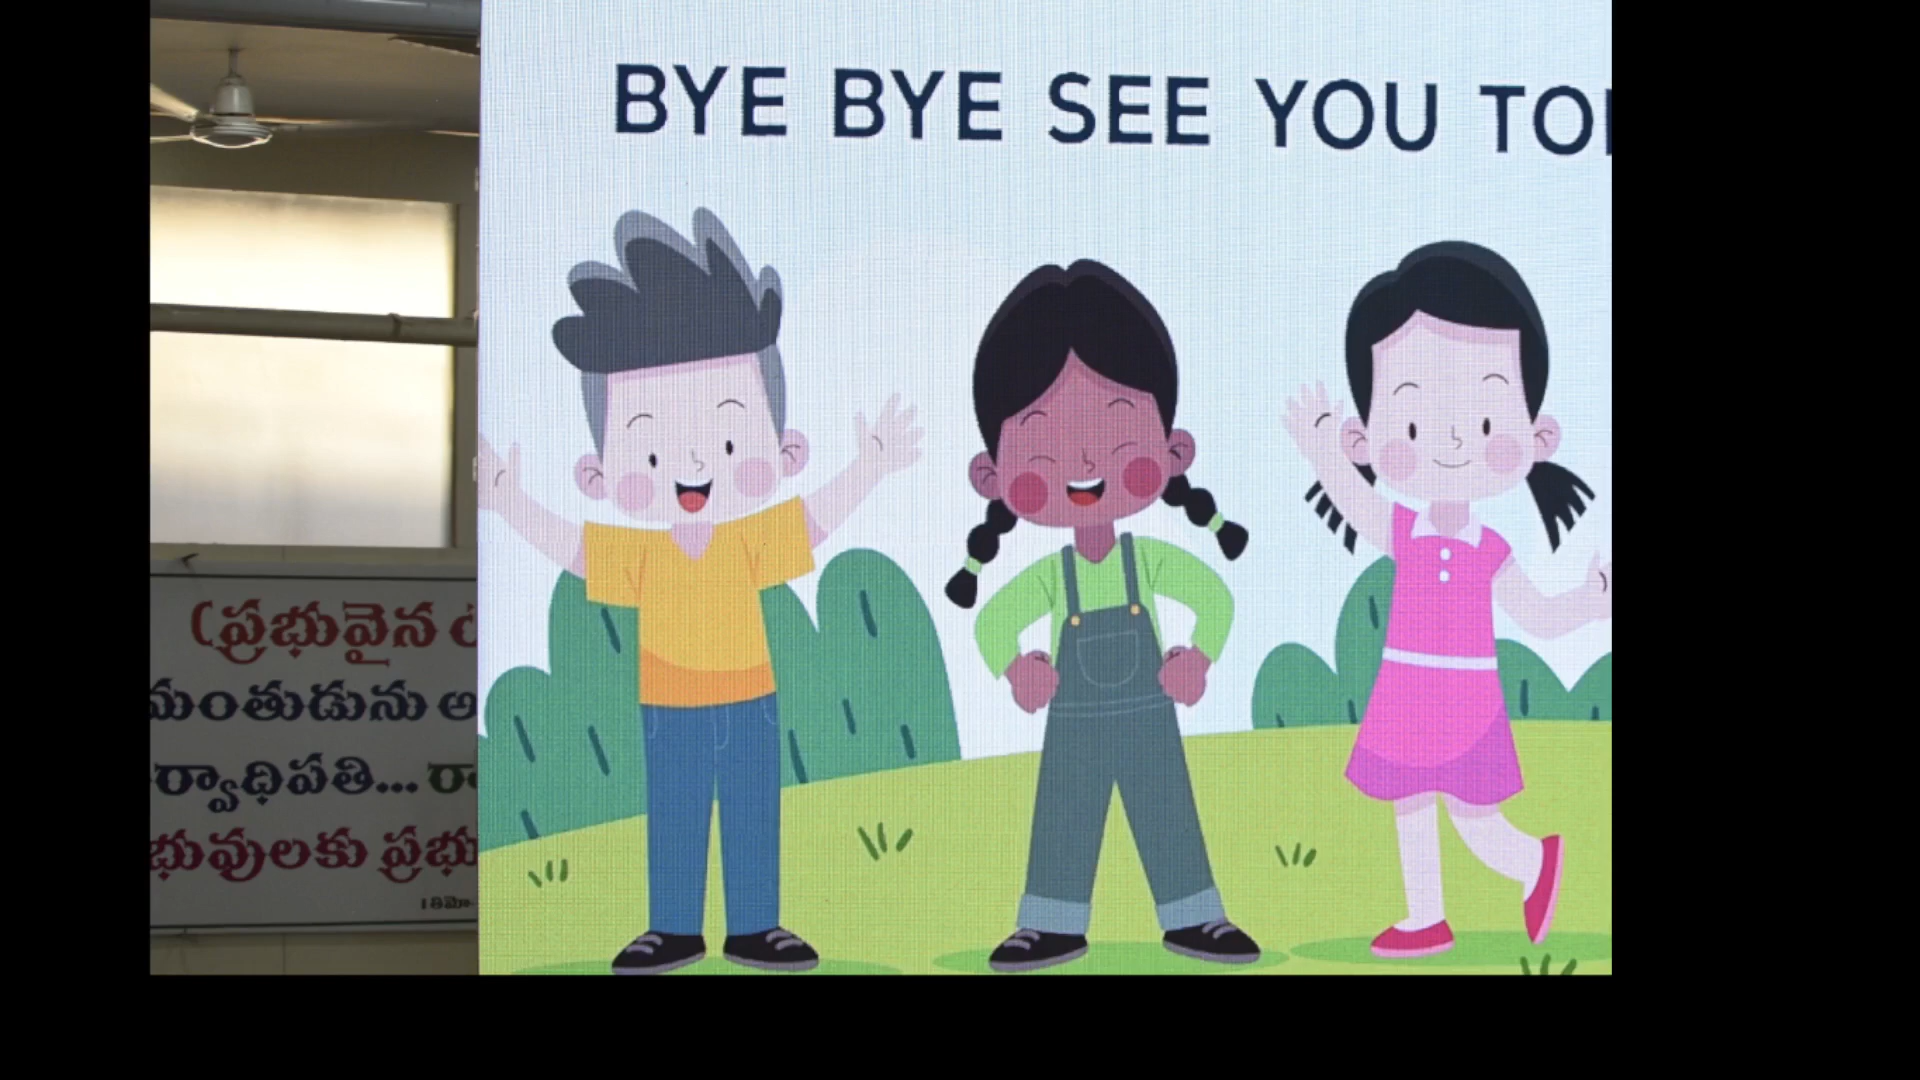 BYE BYE SEE YOU TO
(ప్రభువైన
మంతుడును అ
ర్వాధిపతి... రా
భువులకు ప్రభు
I తిమో